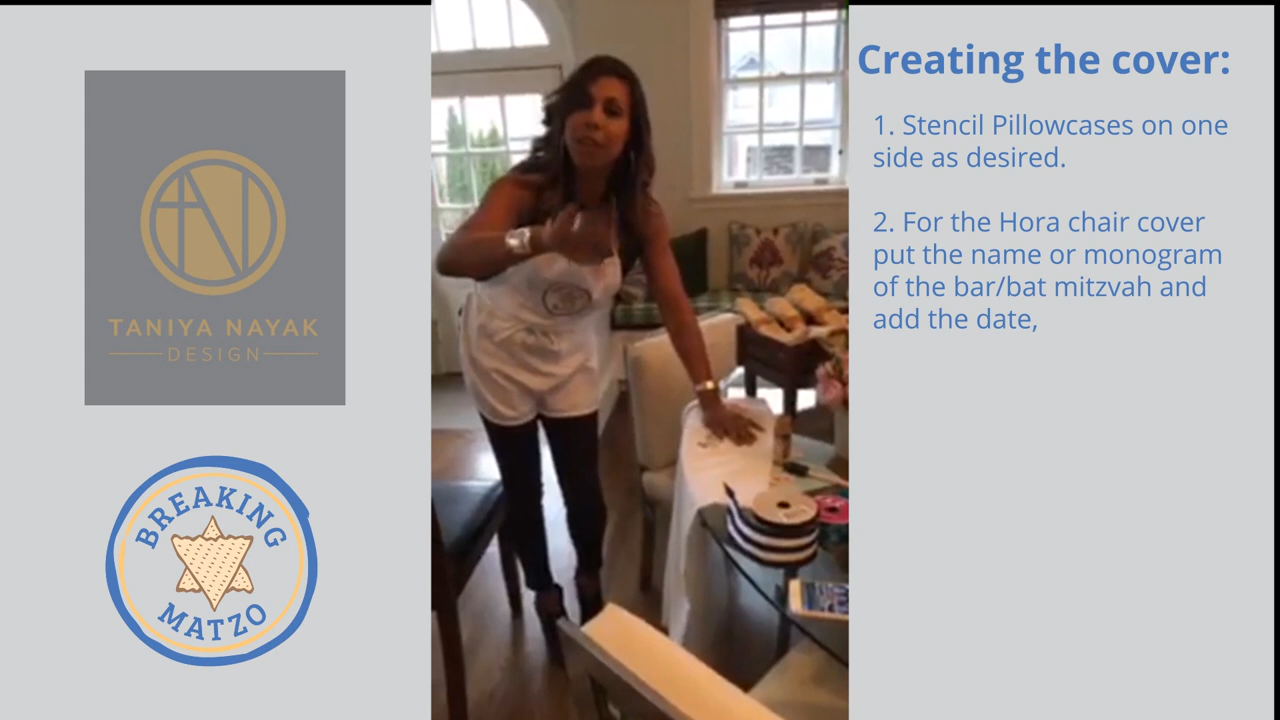 TANIYA NAYAK
DESIGN
BREAKING
MATZO
Creating the cover:
1. Stencil Pillowcases on one
side as desired.
2. For the Hora chair cover
put the name or monogram
of the bar/bat mitzvah and
add the date,